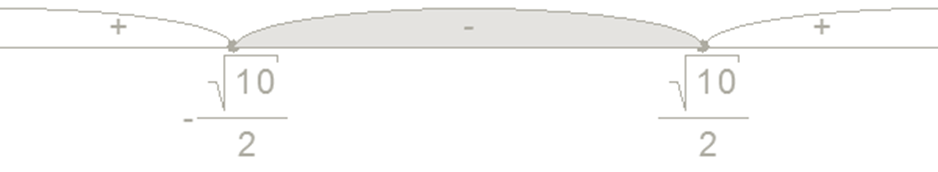 + - +
√10 √10
- 2 2